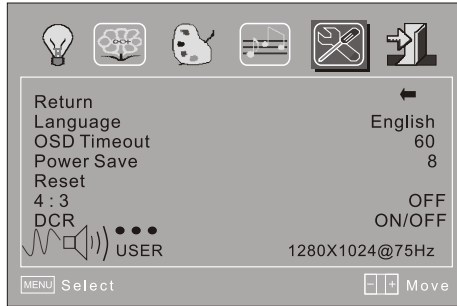 Return
Language English
OSD Timeout 60
Power Save 8
Reset
4 : 3 OFF
DCR ON/OFF
USER 1280X1024@75Hz
MENU Select - + Move